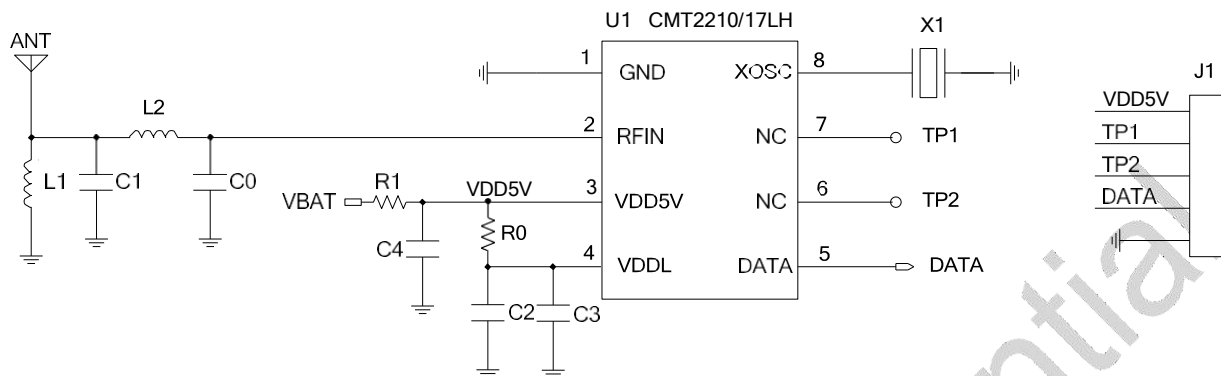 U1 CMT2210/17LH
X1
ANT
J1
1
GND
XOSC
8
VDD5V
L2
TP1
2
RFIN
NC
7
TP1
TP2
L1
C1
C0
R1
VDD5V
3
VDD5V
NC
6
TP2
DATA
VBAT
R0
C4
4
VDDL
DATA
5
DATA
C2
C3
ntial